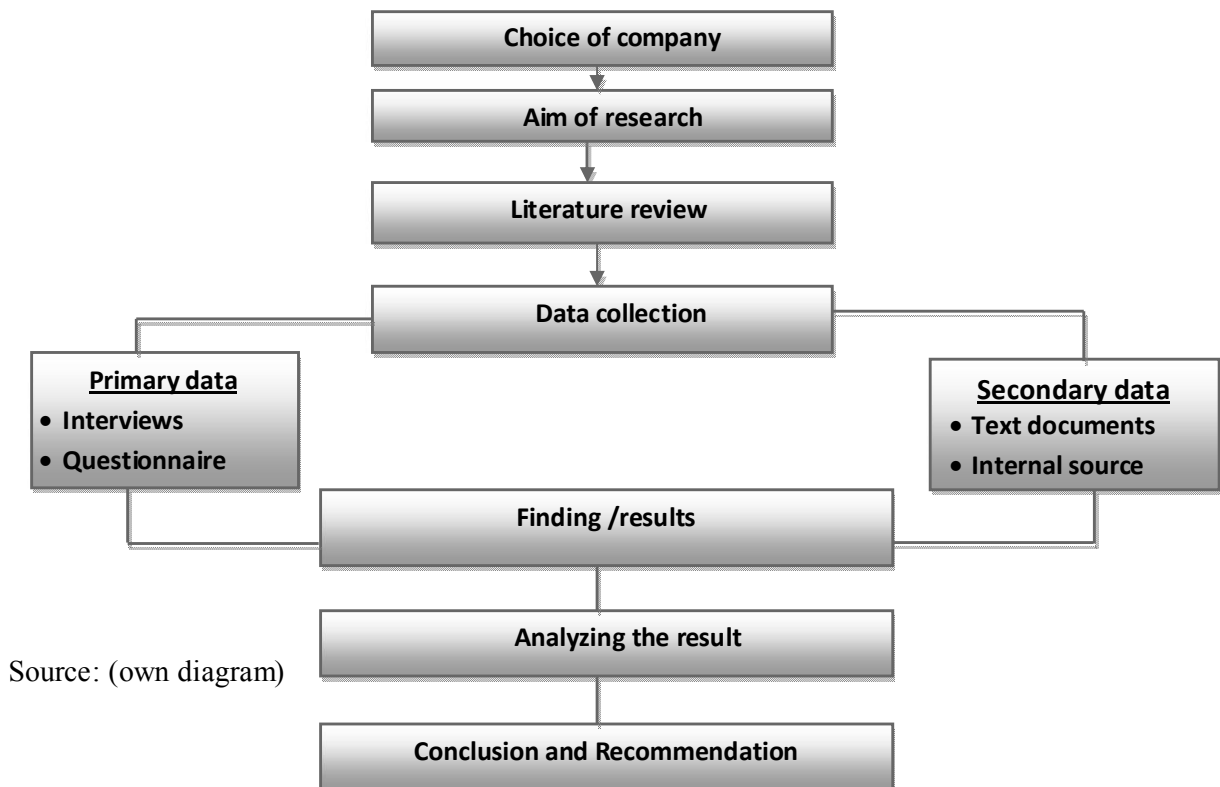 Choice of company
Aim of research
Literature review
Data collection
Primary data
• Interviews
• Questionnaire
Secondary data
• Text documents
• Internal source
Finding /results
Analyzing the result
Source: (own diagram)
Conclusion and Recommendation